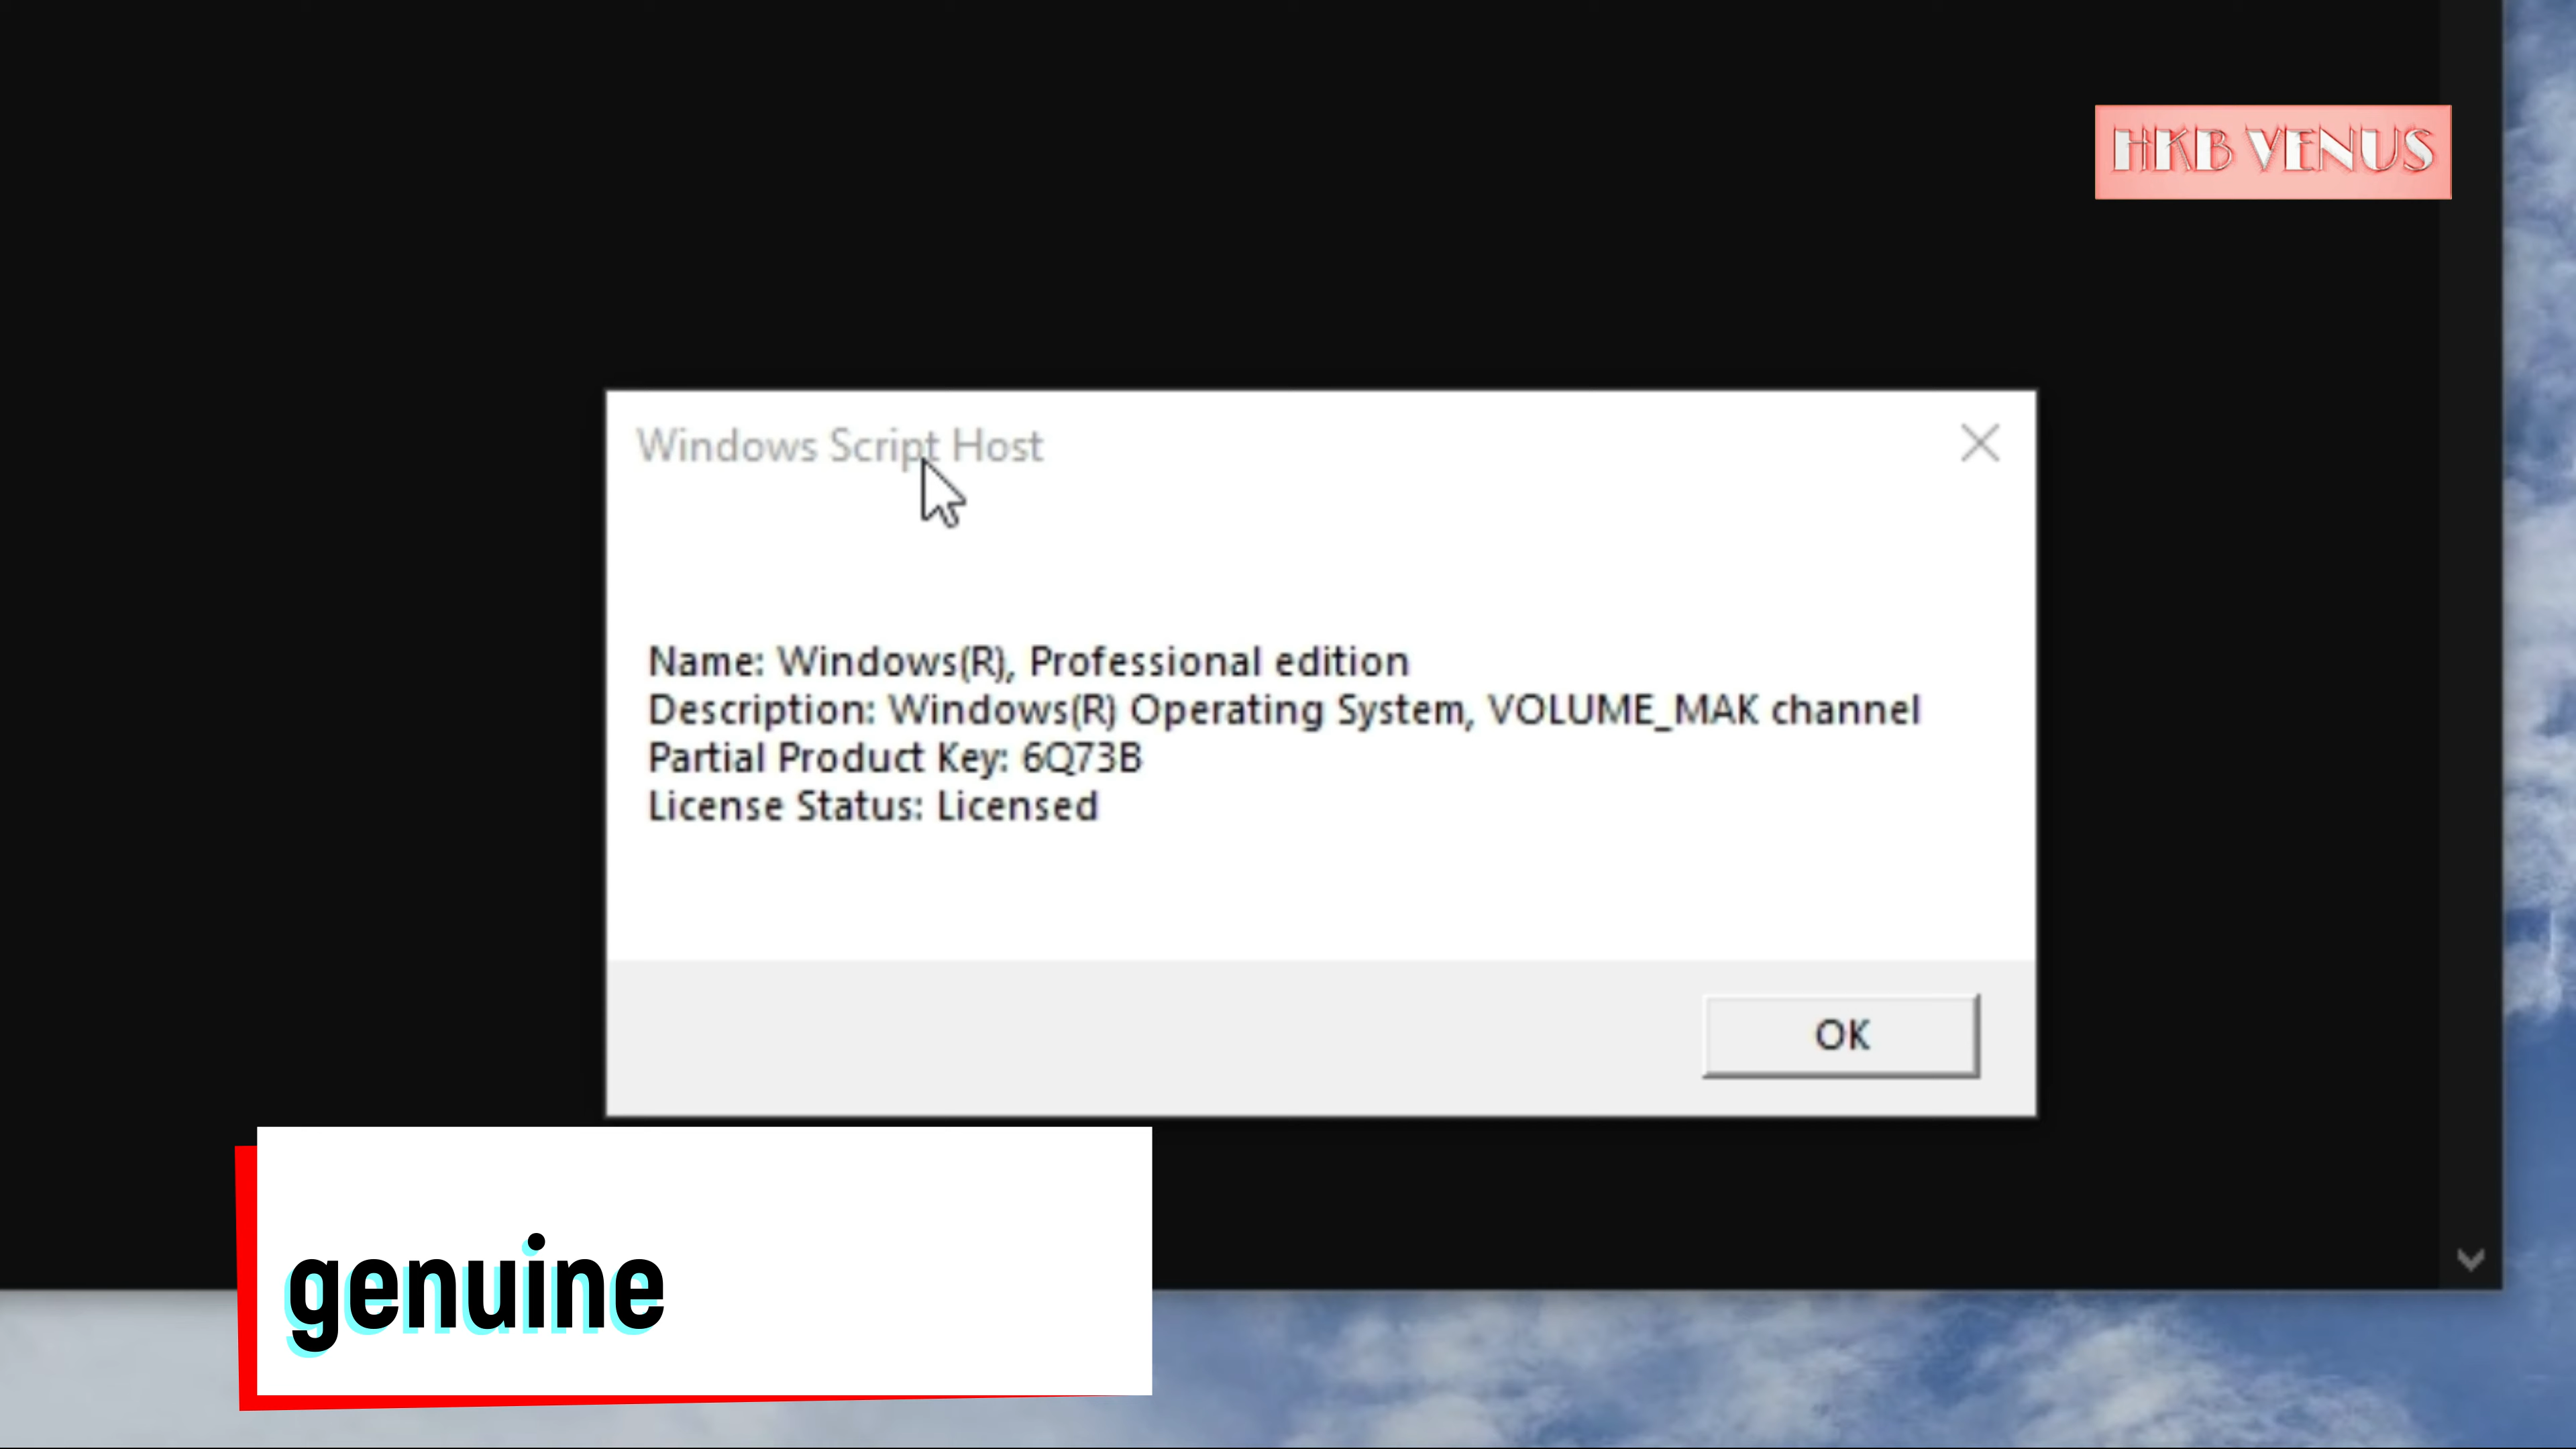 HKB VENUS
Windows Script Host
Name: Windows(R), Professional edition
Description: Windows(R) Operating System, VOLUME_MAK channel
Partial Product Key: 6Q73B
License Status: Licensed
OK
genuine